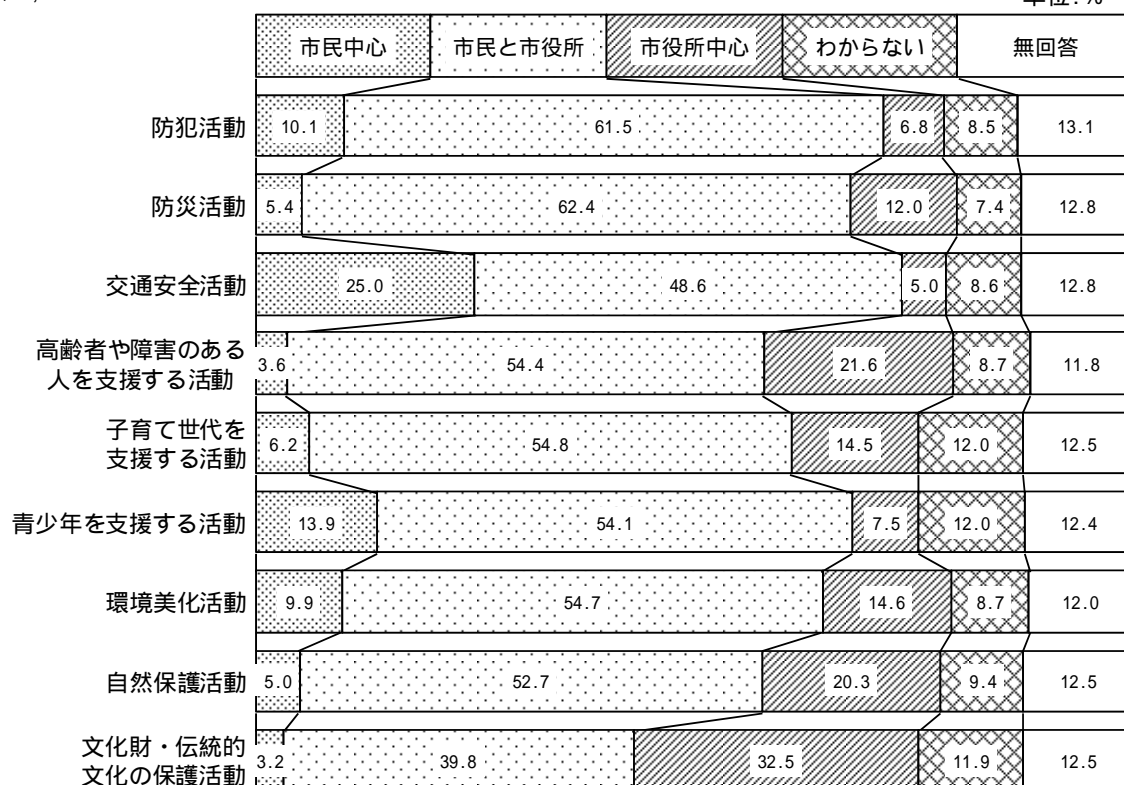 単位:%
市民中心 市民と市役所 市役所中心 わからない 無回答
防犯活動 10.1 61.5 6.8 8.5 13.1
防災活動 5.4 62.4 12.0 7.4 12.8
交通安全活動 25.0 48.6 5.0 8.6 12.8
高齢者や障害のある
人を支援する活動 3.6 54.4 21.6 8.7 11.8
子育て世代を
支援する活動 6.2 54.8 14.5 12.0 12.5
青少年を支援する活動 13.9 54.1 7.5 12.0 12.4
環境美化活動 9.9 54.7 14.6 8.7 12.0
自然保護活動 5.0 52.7 20.3 9.4 12.5
文化財・伝統的
文化の保護活動 3.2 39.8 32.5 11.9 12.5